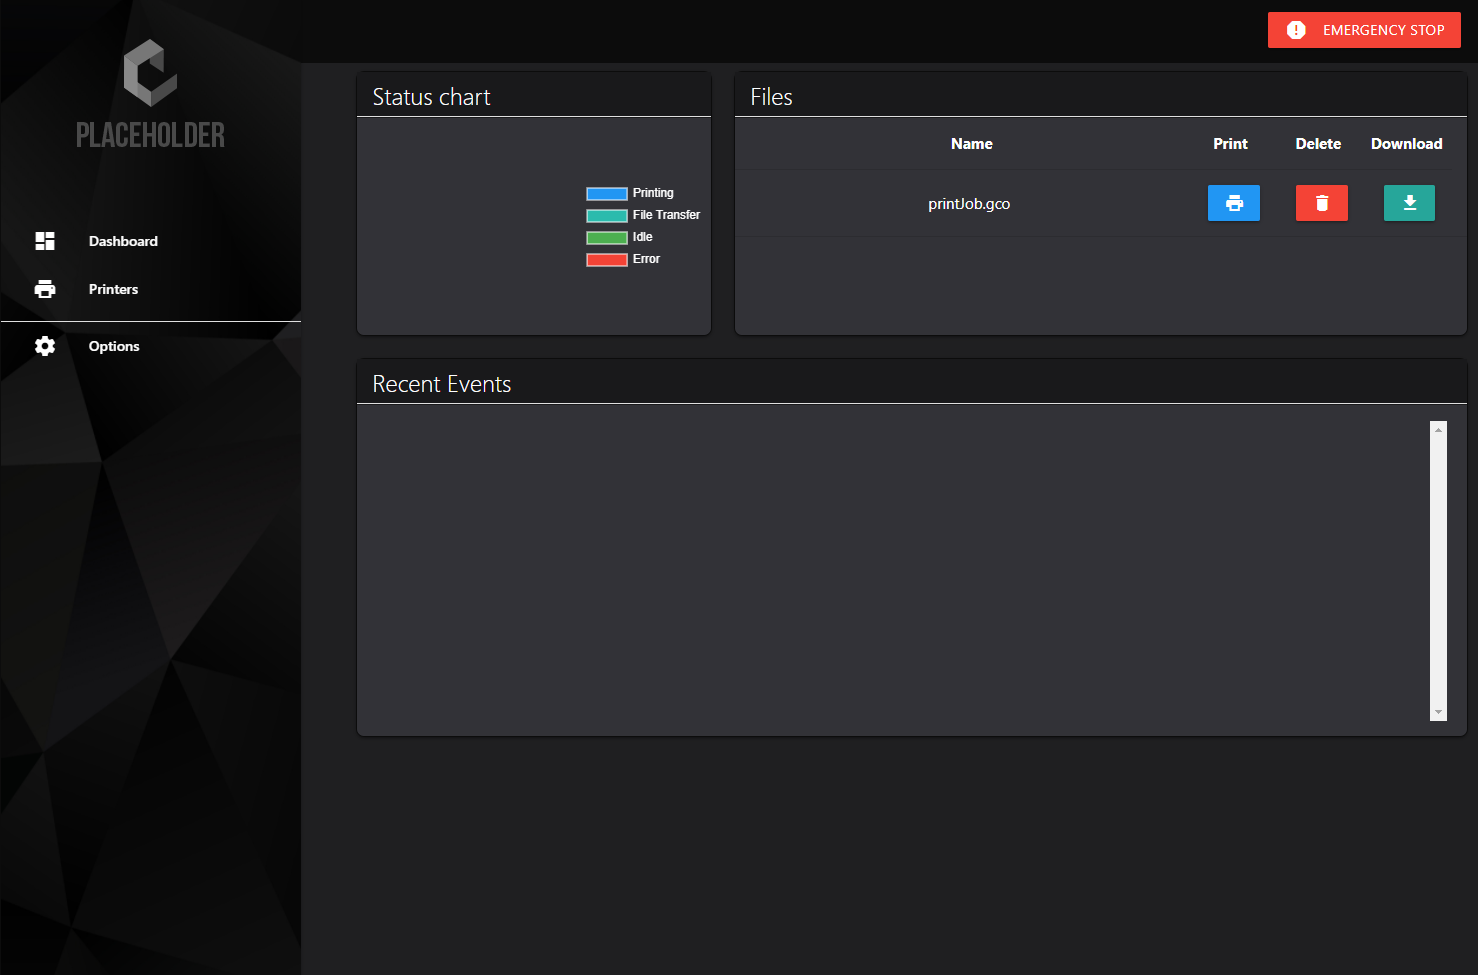 EMERGENCY STOP
PLACEHOLDER
Dashboard
Printers
Options
Status chart
Printing
File Transfer
Idle
Error
Files
Name Print Delete Download
printJob.gco
Recent Events